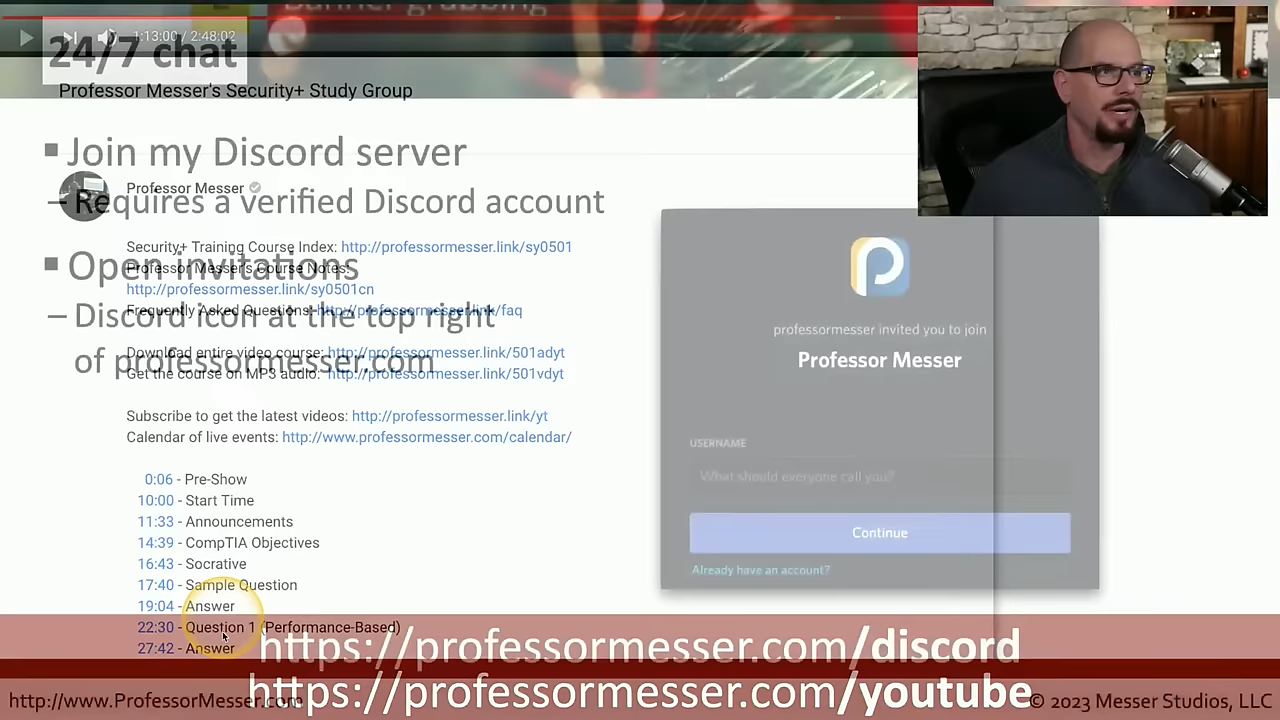 Banner grabbing
1:13:00 / 2:48:02
24/7 chat
Professor Messer's Security+ Study Group
Join my Discord server
Professor Messer
– Requires a verified Discord account
Security+ Training Course Index: http://professormesser.link/sy0501
Open invitations
Professor Messer's Course Notes:
http://professormesser.link/sy0501cn
Frequently Asked Questions: http://professormesser.link/faq
– Discord icon at the top right
of professormesser.com
Download entire video course: http://professormesser.link/501adyt
Get the course on MP3 audio: http://professormesser.link/501vdyt
Subscribe to get the latest videos: http://professormesser.link/yt
Calendar of live events: http://www.professormesser.com/calendar/
0:06 - Pre-Show
10:00 - Start Time
11:33 - Announcements
14:39 - CompTIA Objectives
16:43 - Socrative
17:40 - Sample Question
19:04 - Answer
22:30 - Question 1 (Performance-Based)
27:42 - Answer
professormesser invited you to join
Professor Messer
USERNAME
What should everyone call you?
Continue
Already have an account?
https://professormesser.com/discord
https://professormesser.com/youtube
http://www.ProfessorMesser.com
© 2023 Messer Studios, LLC